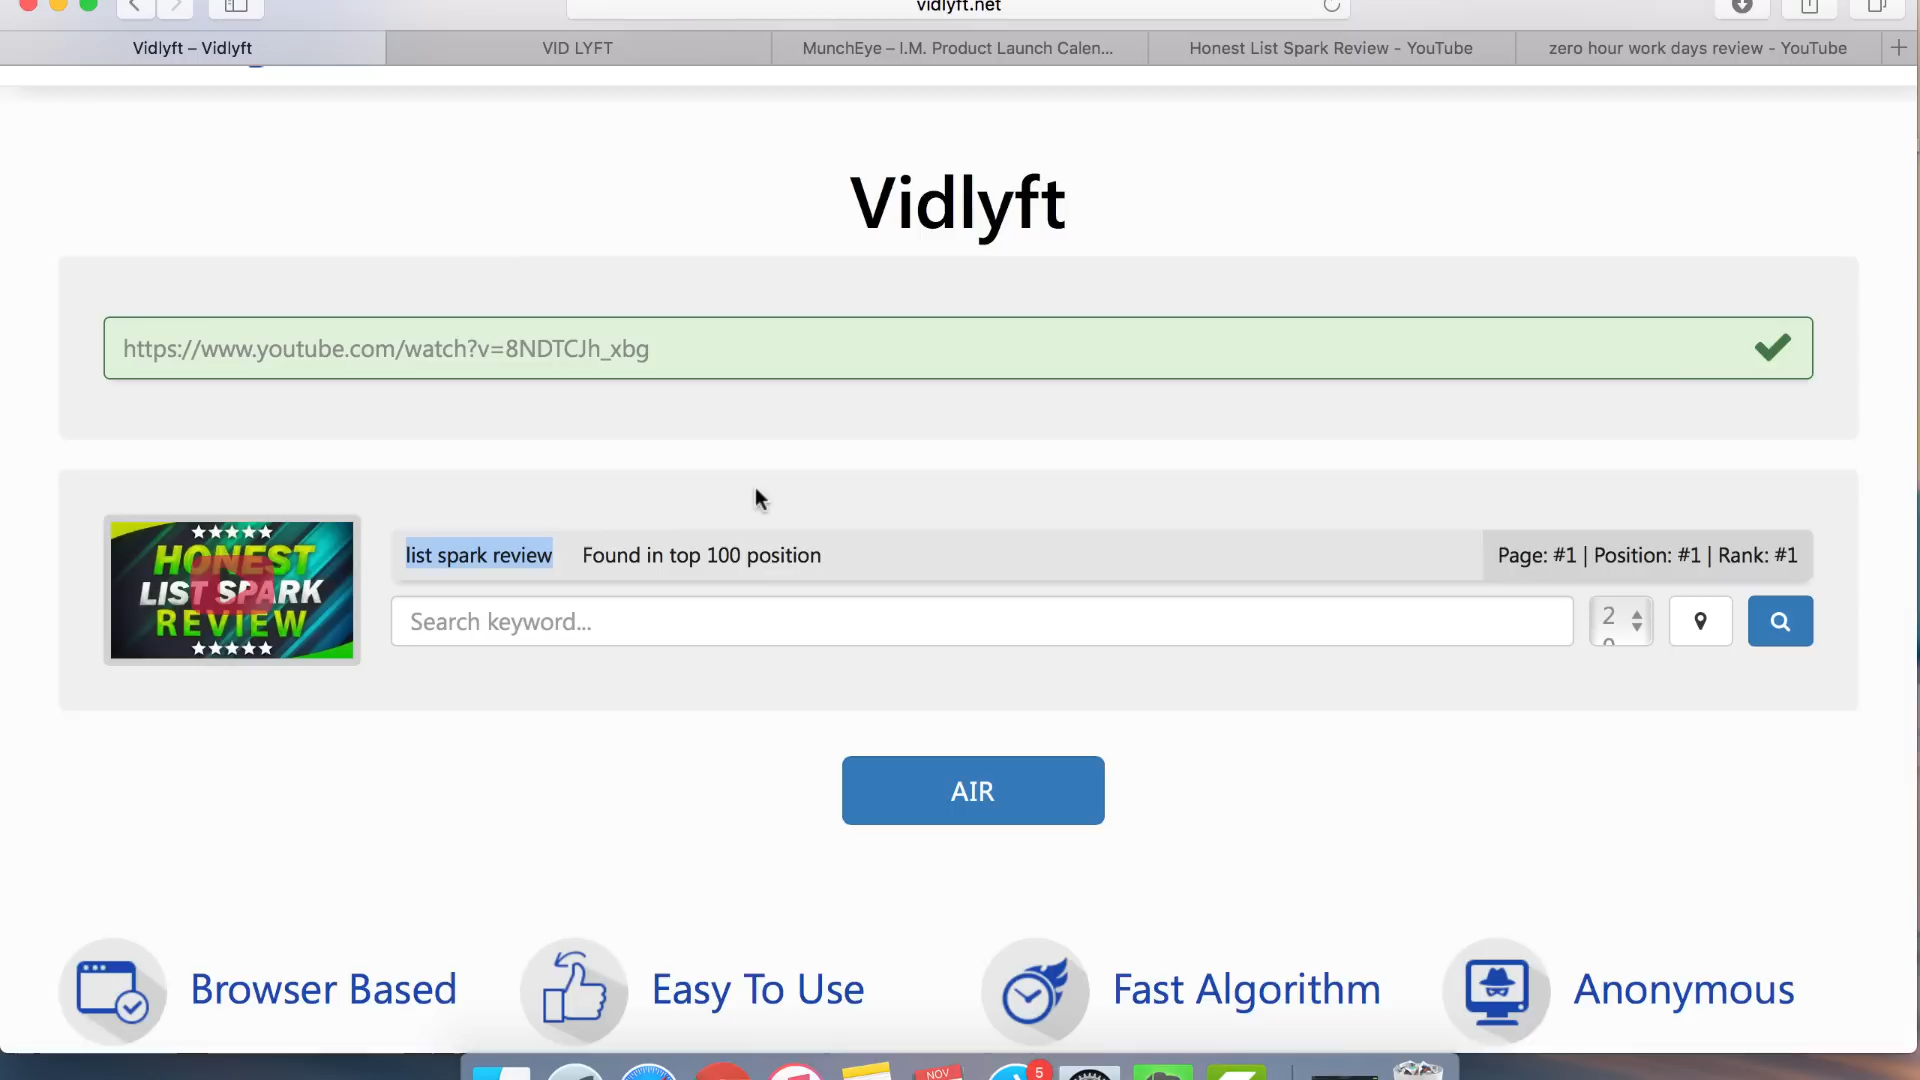 vidlyft.net
Vidlyft – Vidlyft
VID LYFT
MunchEye – I.M. Product Launch Calen...
Honest List Spark Review - YouTube
zero hour work days review - YouTube
Vidlyft
https://www.youtube.com/watch?v=8NDTCJh_xbg
HONEST
LIST SPARK
REVIEW
list spark review Found in top 100 position
Page: #1 | Position: #1 | Rank: #1
Search keyword...
2
AIR
Browser Based
Easy To Use
Fast Algorithm
Anonymous
NOV
5